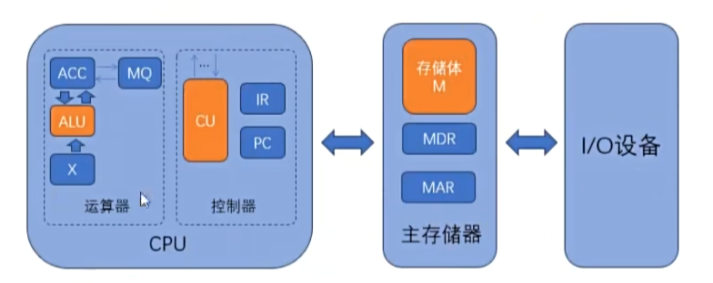 ACC
MQ
ALU
X
运算器
...
CU
IR
PC
控制器
CPU
存储体
M
MDR
MAR
主存储器
I/O设备